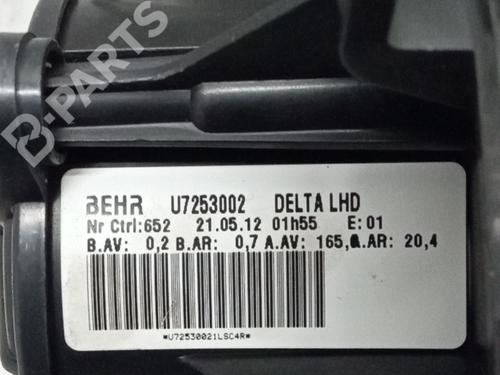 B-PARTS
BEHR U7253002 DELTA LHD
Nr Ctrl:652 21.05.12 01h55 E:01
B.AV: 0,2 B.AR: 0,7 A.AV: 165, A.AR: 20,4
*U72530021LSC4R*